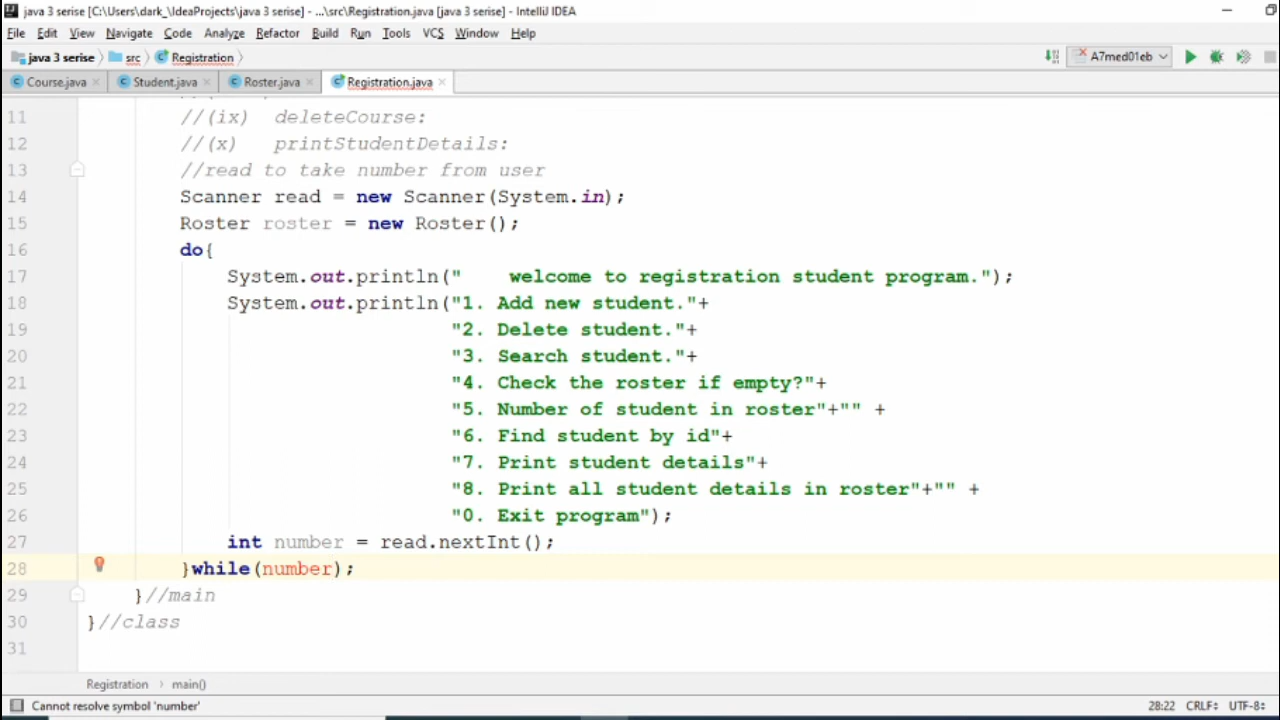 java 3 serise [C:\Users\dark_\IdeaProjects\java 3 serise] - ...\src\Registration.java [java 3 serise] - IntelliJ IDEA
File Edit View Navigate Code Analyze Refactor Build Run Tools VCS Window Help
java 3 serise src Registration A7med01eb
Course.java Student.java Roster.java Registration.java
11 //(ix) deleteCourse:
12 //(x) printStudentDetails:
13 //read to take number from user
14 Scanner read = new Scanner(System.in);
15 Roster roster = new Roster();
16 do{
17 System.out.println("    welcome to registration student program.");
18 System.out.println("1. Add new student."+
19 "2. Delete student."+
20 "3. Search student."+
21 "4. Check the roster if empty?"+
22 "5. Number of student in roster"+"" +
23 "6. Find student by id"+
24 "7. Print student details"+
25 "8. Print all student details in roster"+"" +
26 "0. Exit program");
27 int number = read.nextInt();
28 }while(number);
29 }//main
30 }//class
31
Registration main()
Cannot resolve symbol 'number' 28:22 CRLF UTF-8